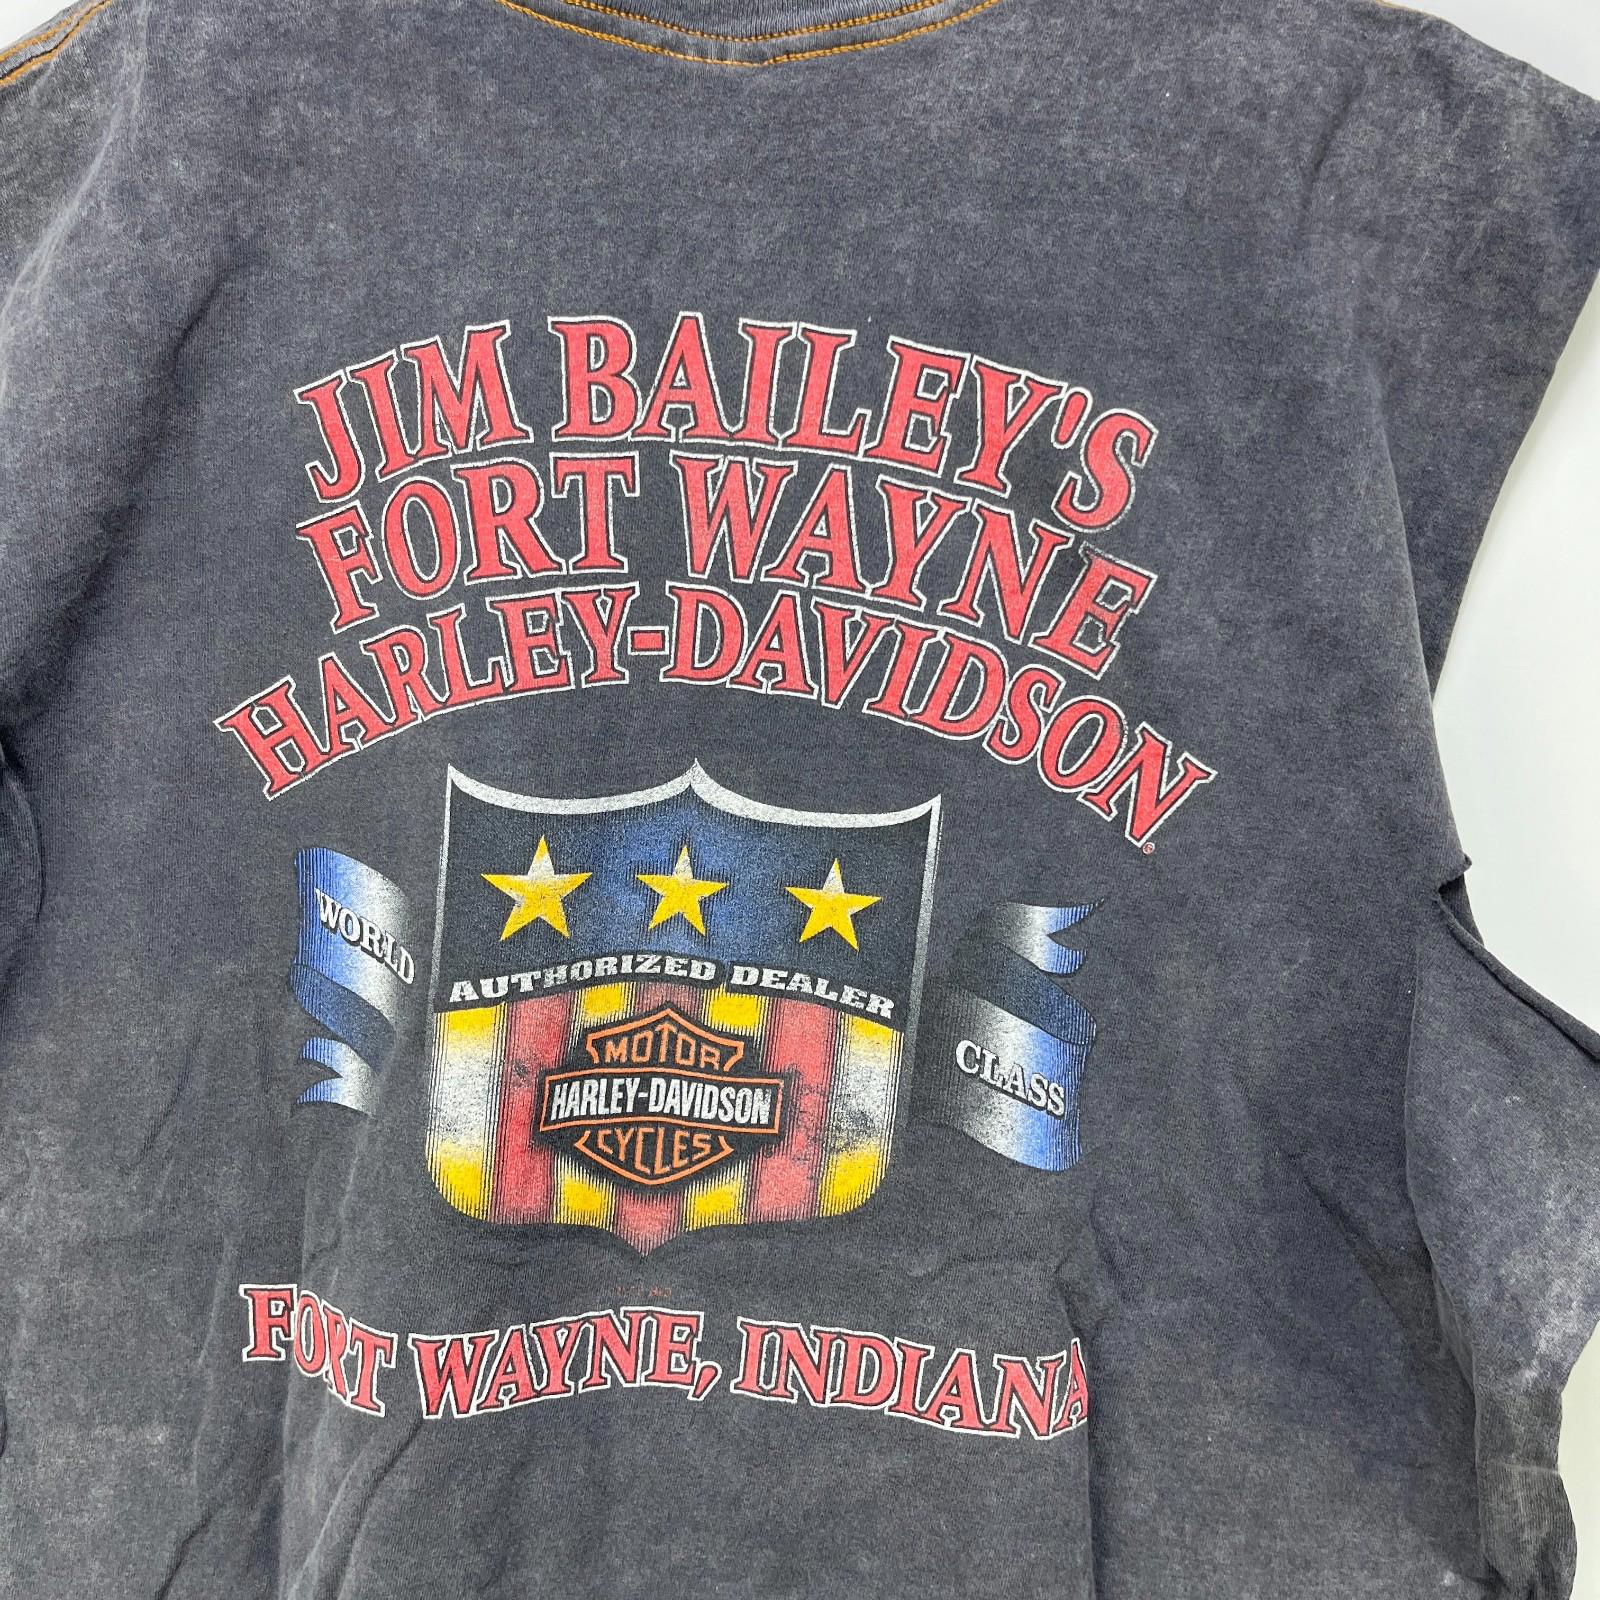 JIM BAILEY'S
FORT WAYNE
HARLEY-DAVIDSON
WORLD
AUTHORIZED DEALER
MOTOR
HARLEY-DAVIDSON
CYCLES
CLASS
FORT WAYNE, INDIANA